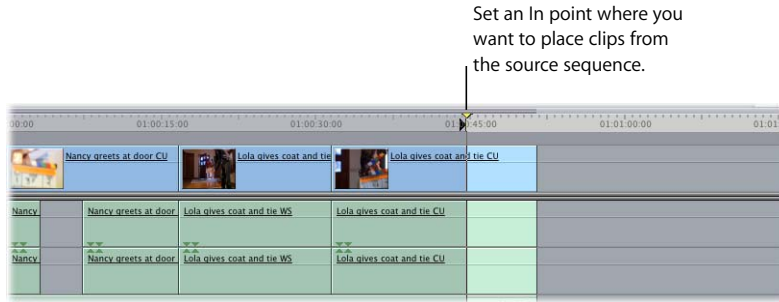 Set an In point where you
want to place clips from
the source sequence.
00:00 01:00:15:00 01:00:30:00 01:00:45:00 01:01:00:00 01:01
Nancy greets at door CU Lola gives coat and tie Lola gives coat and tie CU
Nancy Nancy greets at door Lola gives coat and tie WS Lola gives coat and tie CU
Nancy Nancy greets at door Lola gives coat and tie WS Lola gives coat and tie CU